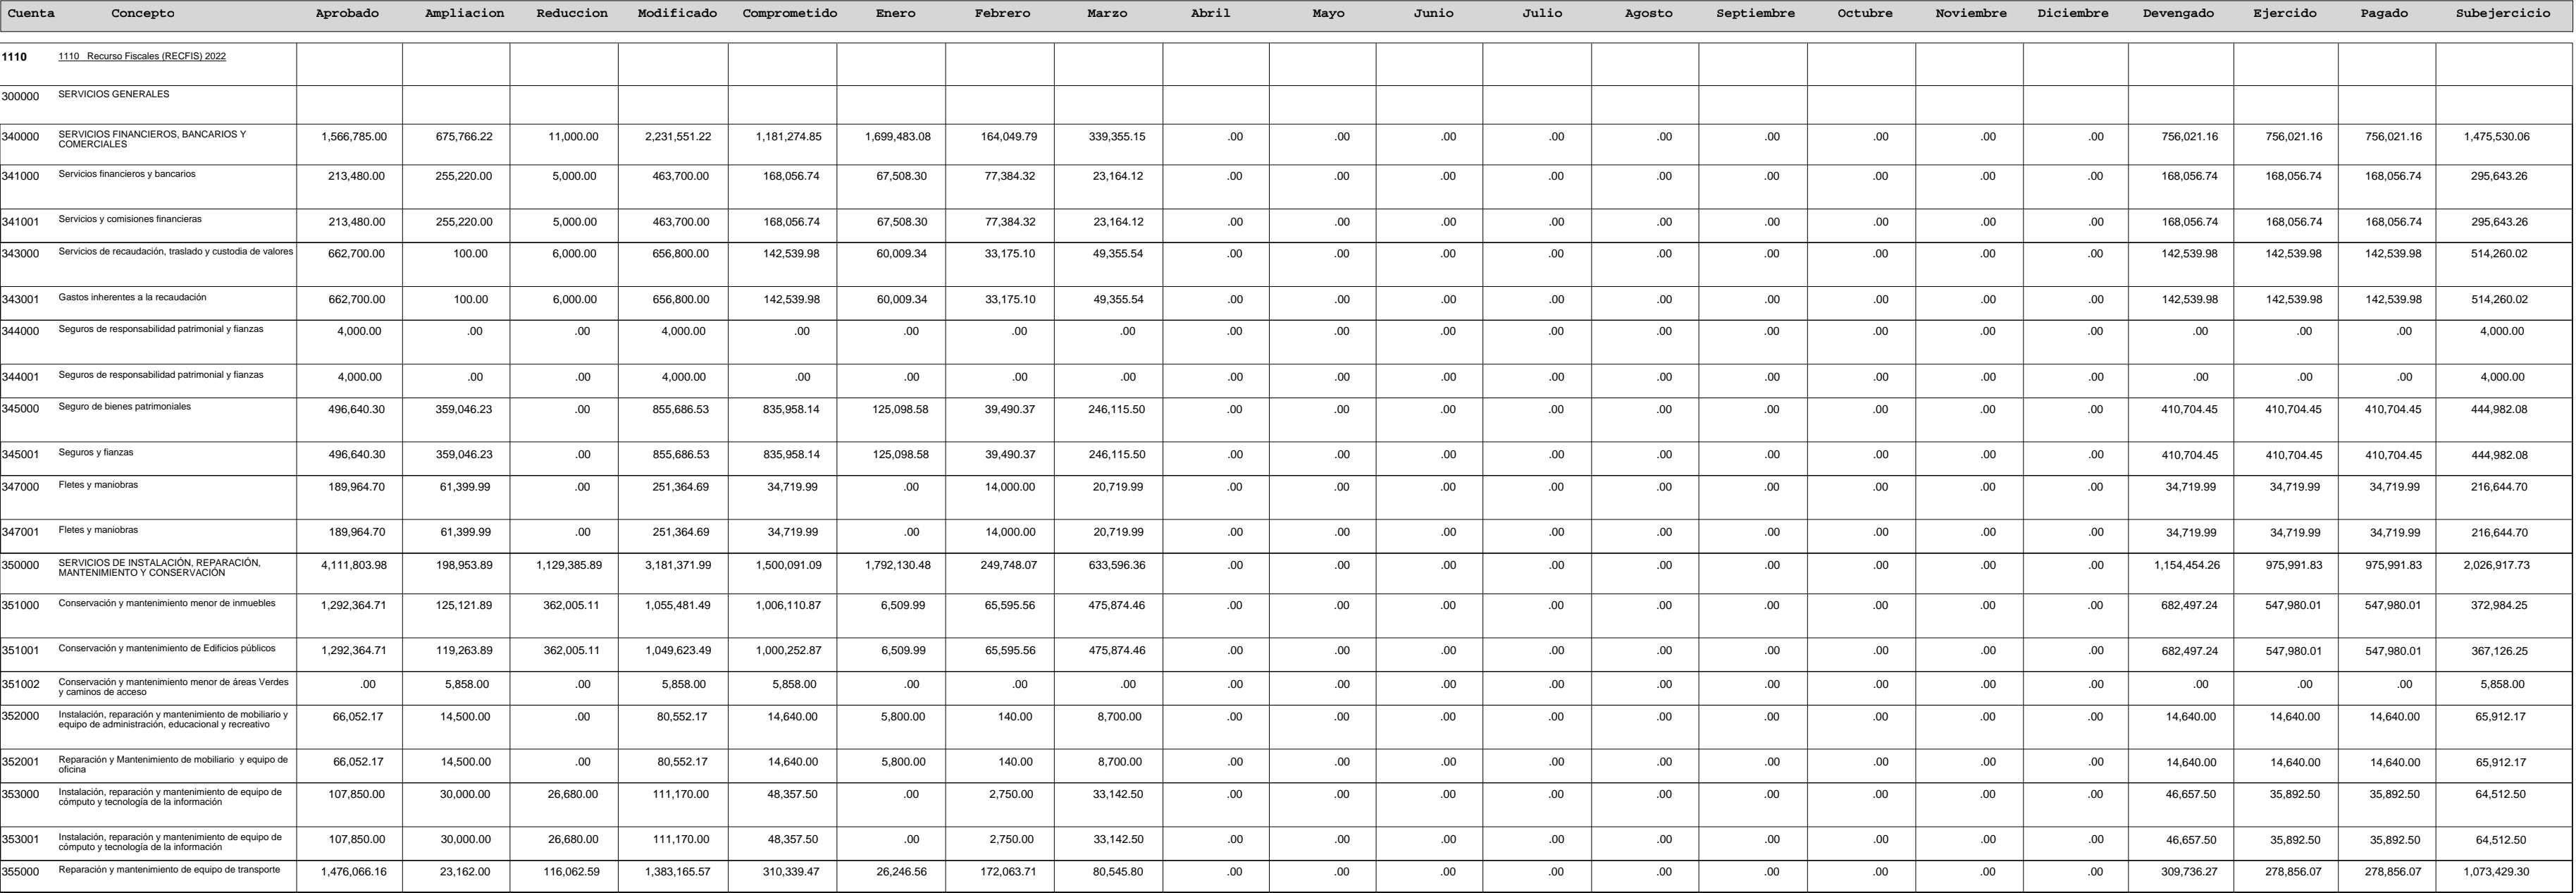 Cuenta Concepto Aprobado Ampliacion Reduccion Modificado Comprometido Enero Febrero Marzo Abril Mayo Junio Julio Agosto Septiembre Octubre Noviembre Diciembre Devengado Ejercido Pagado Subejercicio
1110 1110 Recurso Fiscales (RECFIS) 2022
300000 SERVICIOS GENERALES
340000 SERVICIOS FINANCIEROS, BANCARIOS Y 1,566,785.00 675,766.22 11,000.00 2,231,551.22 1,181,274.85 1,699,483.08 164,049.79 339,355.15 .00 .00 .00 .00 .00 .00 .00 .00 .00 756,021.16 756,021.16 756,021.16 1,475,530.06
COMERCIALES
341000 Servicios financieros y bancarios 213,480.00 255,220.00 5,000.00 463,700.00 168,056.74 67,508.30 77,384.32 23,164.12 .00 .00 .00 .00 .00 .00 .00 .00 .00 168,056.74 168,056.74 168,056.74 295,643.26
341001 Servicios y comisiones financieras 213,480.00 255,220.00 5,000.00 463,700.00 168,056.74 67,508.30 77,384.32 23,164.12 .00 .00 .00 .00 .00 .00 .00 .00 .00 168,056.74 168,056.74 168,056.74 295,643.26
343000 Servicios de recaudación, traslado y custodia de valores 662,700.00 100.00 6,000.00 656,800.00 142,539.98 60,009.34 33,175.10 49,355.54 .00 .00 .00 .00 .00 .00 .00 .00 .00 142,539.98 142,539.98 142,539.98 514,260.02
343001 Gastos inherentes a la recaudación 662,700.00 100.00 6,000.00 656,800.00 142,539.98 60,009.34 33,175.10 49,355.54 .00 .00 .00 .00 .00 .00 .00 .00 .00 142,539.98 142,539.98 142,539.98 514,260.02
344000 Seguros de responsabilidad patrimonial y fianzas 4,000.00 .00 .00 4,000.00 .00 .00 .00 .00 .00 .00 .00 .00 .00 .00 .00 .00 .00 .00 .00 .00 4,000.00
344001 Seguros de responsabilidad patrimonial y fianzas 4,000.00 .00 .00 4,000.00 .00 .00 .00 .00 .00 .00 .00 .00 .00 .00 .00 .00 .00 .00 .00 .00 4,000.00
345000 Seguro de bienes patrimoniales 496,640.30 359,046.23 .00 855,686.53 835,958.14 125,098.58 39,490.37 246,115.50 .00 .00 .00 .00 .00 .00 .00 .00 .00 410,704.45 410,704.45 410,704.45 444,982.08
345001 Seguros y fianzas 496,640.30 359,046.23 .00 855,686.53 835,958.14 125,098.58 39,490.37 246,115.50 .00 .00 .00 .00 .00 .00 .00 .00 .00 410,704.45 410,704.45 410,704.45 444,982.08
347000 Fletes y maniobras 189,964.70 61,399.99 .00 251,364.69 34,719.99 .00 14,000.00 20,719.99 .00 .00 .00 .00 .00 .00 .00 .00 .00 34,719.99 34,719.99 34,719.99 216,644.70
347001 Fletes y maniobras 189,964.70 61,399.99 .00 251,364.69 34,719.99 .00 14,000.00 20,719.99 .00 .00 .00 .00 .00 .00 .00 .00 .00 34,719.99 34,719.99 34,719.99 216,644.70
350000 SERVICIOS DE INSTALACIÓN, REPARACIÓN, 4,111,803.98 198,953.89 1,129,385.89 3,181,371.99 1,500,091.09 1,792,130.48 249,748.07 633,596.36 .00 .00 .00 .00 .00 .00 .00 .00 .00 1,154,454.26 975,991.83 975,991.83 2,026,917.73
MANTENIMIENTO Y CONSERVACIÓN
351000 Conservación y mantenimiento menor de inmuebles 1,292,364.71 125,121.89 362,005.11 1,055,481.49 1,006,110.87 6,509.99 65,595.56 475,874.46 .00 .00 .00 .00 .00 .00 .00 .00 .00 682,497.24 547,980.01 547,980.01 372,984.25
351001 Conservación y mantenimiento de Edificios públicos 1,292,364.71 119,263.89 362,005.11 1,049,623.49 1,000,252.87 6,509.99 65,595.56 475,874.46 .00 .00 .00 .00 .00 .00 .00 .00 .00 682,497.24 547,980.01 547,980.01 367,126.25
351002 Conservación y mantenimiento menor de áreas Verdes .00 5,858.00 .00 5,858.00 5,858.00 .00 .00 .00 .00 .00 .00 .00 .00 .00 .00 .00 .00 .00 .00 .00 5,858.00
y caminos de acceso
352000 Instalación, reparación y mantenimiento de mobiliario y 66,052.17 14,500.00 .00 80,552.17 14,640.00 5,800.00 140.00 8,700.00 .00 .00 .00 .00 .00 .00 .00 .00 .00 14,640.00 14,640.00 14,640.00 65,912.17
equipo de administración, educacional y recreativo
352001 Reparación y Mantenimiento de mobiliario y equipo de 66,052.17 14,500.00 .00 80,552.17 14,640.00 5,800.00 140.00 8,700.00 .00 .00 .00 .00 .00 .00 .00 .00 .00 14,640.00 14,640.00 14,640.00 65,912.17
oficina
353000 Instalación, reparación y mantenimiento de equipo de 107,850.00 30,000.00 26,680.00 111,170.00 48,357.50 .00 2,750.00 33,142.50 .00 .00 .00 .00 .00 .00 .00 .00 .00 46,657.50 35,892.50 35,892.50 64,512.50
cómputo y tecnología de la información
353001 Instalación, reparación y mantenimiento de equipo de 107,850.00 30,000.00 26,680.00 111,170.00 48,357.50 .00 2,750.00 33,142.50 .00 .00 .00 .00 .00 .00 .00 .00 .00 46,657.50 35,892.50 35,892.50 64,512.50
cómputo y tecnología de la información
355000 Reparación y mantenimiento de equipo de transporte 1,476,066.16 23,162.00 116,062.59 1,383,165.57 310,339.47 26,246.56 172,063.71 80,545.80 .00 .00 .00 .00 .00 .00 .00 .00 .00 309,736.27 278,856.07 278,856.07 1,073,429.30